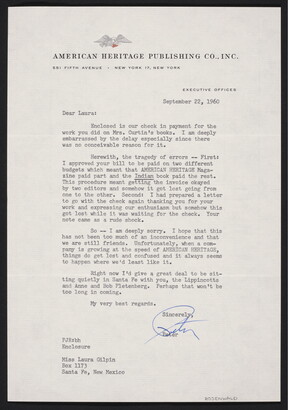 AMERICAN HERITAGE PUBLISHING CO., INC.
551 FIFTH AVENUE · NEW YORK 17, NEW YORK
EXECUTIVE OFFICES
September 22, 1960
Dear Laura:
Enclosed is our check in payment for the
work you did on Mrs. Curtis's books. I am deeply
embarrassed by the delay especially since there
was no conceivable reason for it.
Herewith, the tragedy of errors -- First:
I approved your bill to be paid on two different
budgets which meant that AMERICAN HERITAGE Maga-
zine paid part and the Indian book paid the rest.
This procedure meant getting the invoice okayed
by two editors and somehow it got lost going from
one to the other. Second: I had prepared a letter
to go with the check again thanking you for your
work and expressing our enthusiasm but somehow this
got lost while it was waiting for the check. Your
note came as a rude shock.
So -- I am deeply sorry. I hope that this
has not been too much of an inconvenience and that
we are still friends. Unfortunately, when a com-
pany is growing at the speed of AMERICAN HERITAGE,
things do get lost and confused and it always seems
to happen where we'd least like it.
Right now I'd give a great deal to be sit-
ting quietly in Santa Fe with you, the Lippincotts
and Anne and Bob Pletenberg. Perhaps that won't be
too long in coming.
My very best regards.
Sincerely,
Peter
PJR:th
Enclosure
Miss Laura Gilpin
Box 1173
Santa Fe, New Mexico